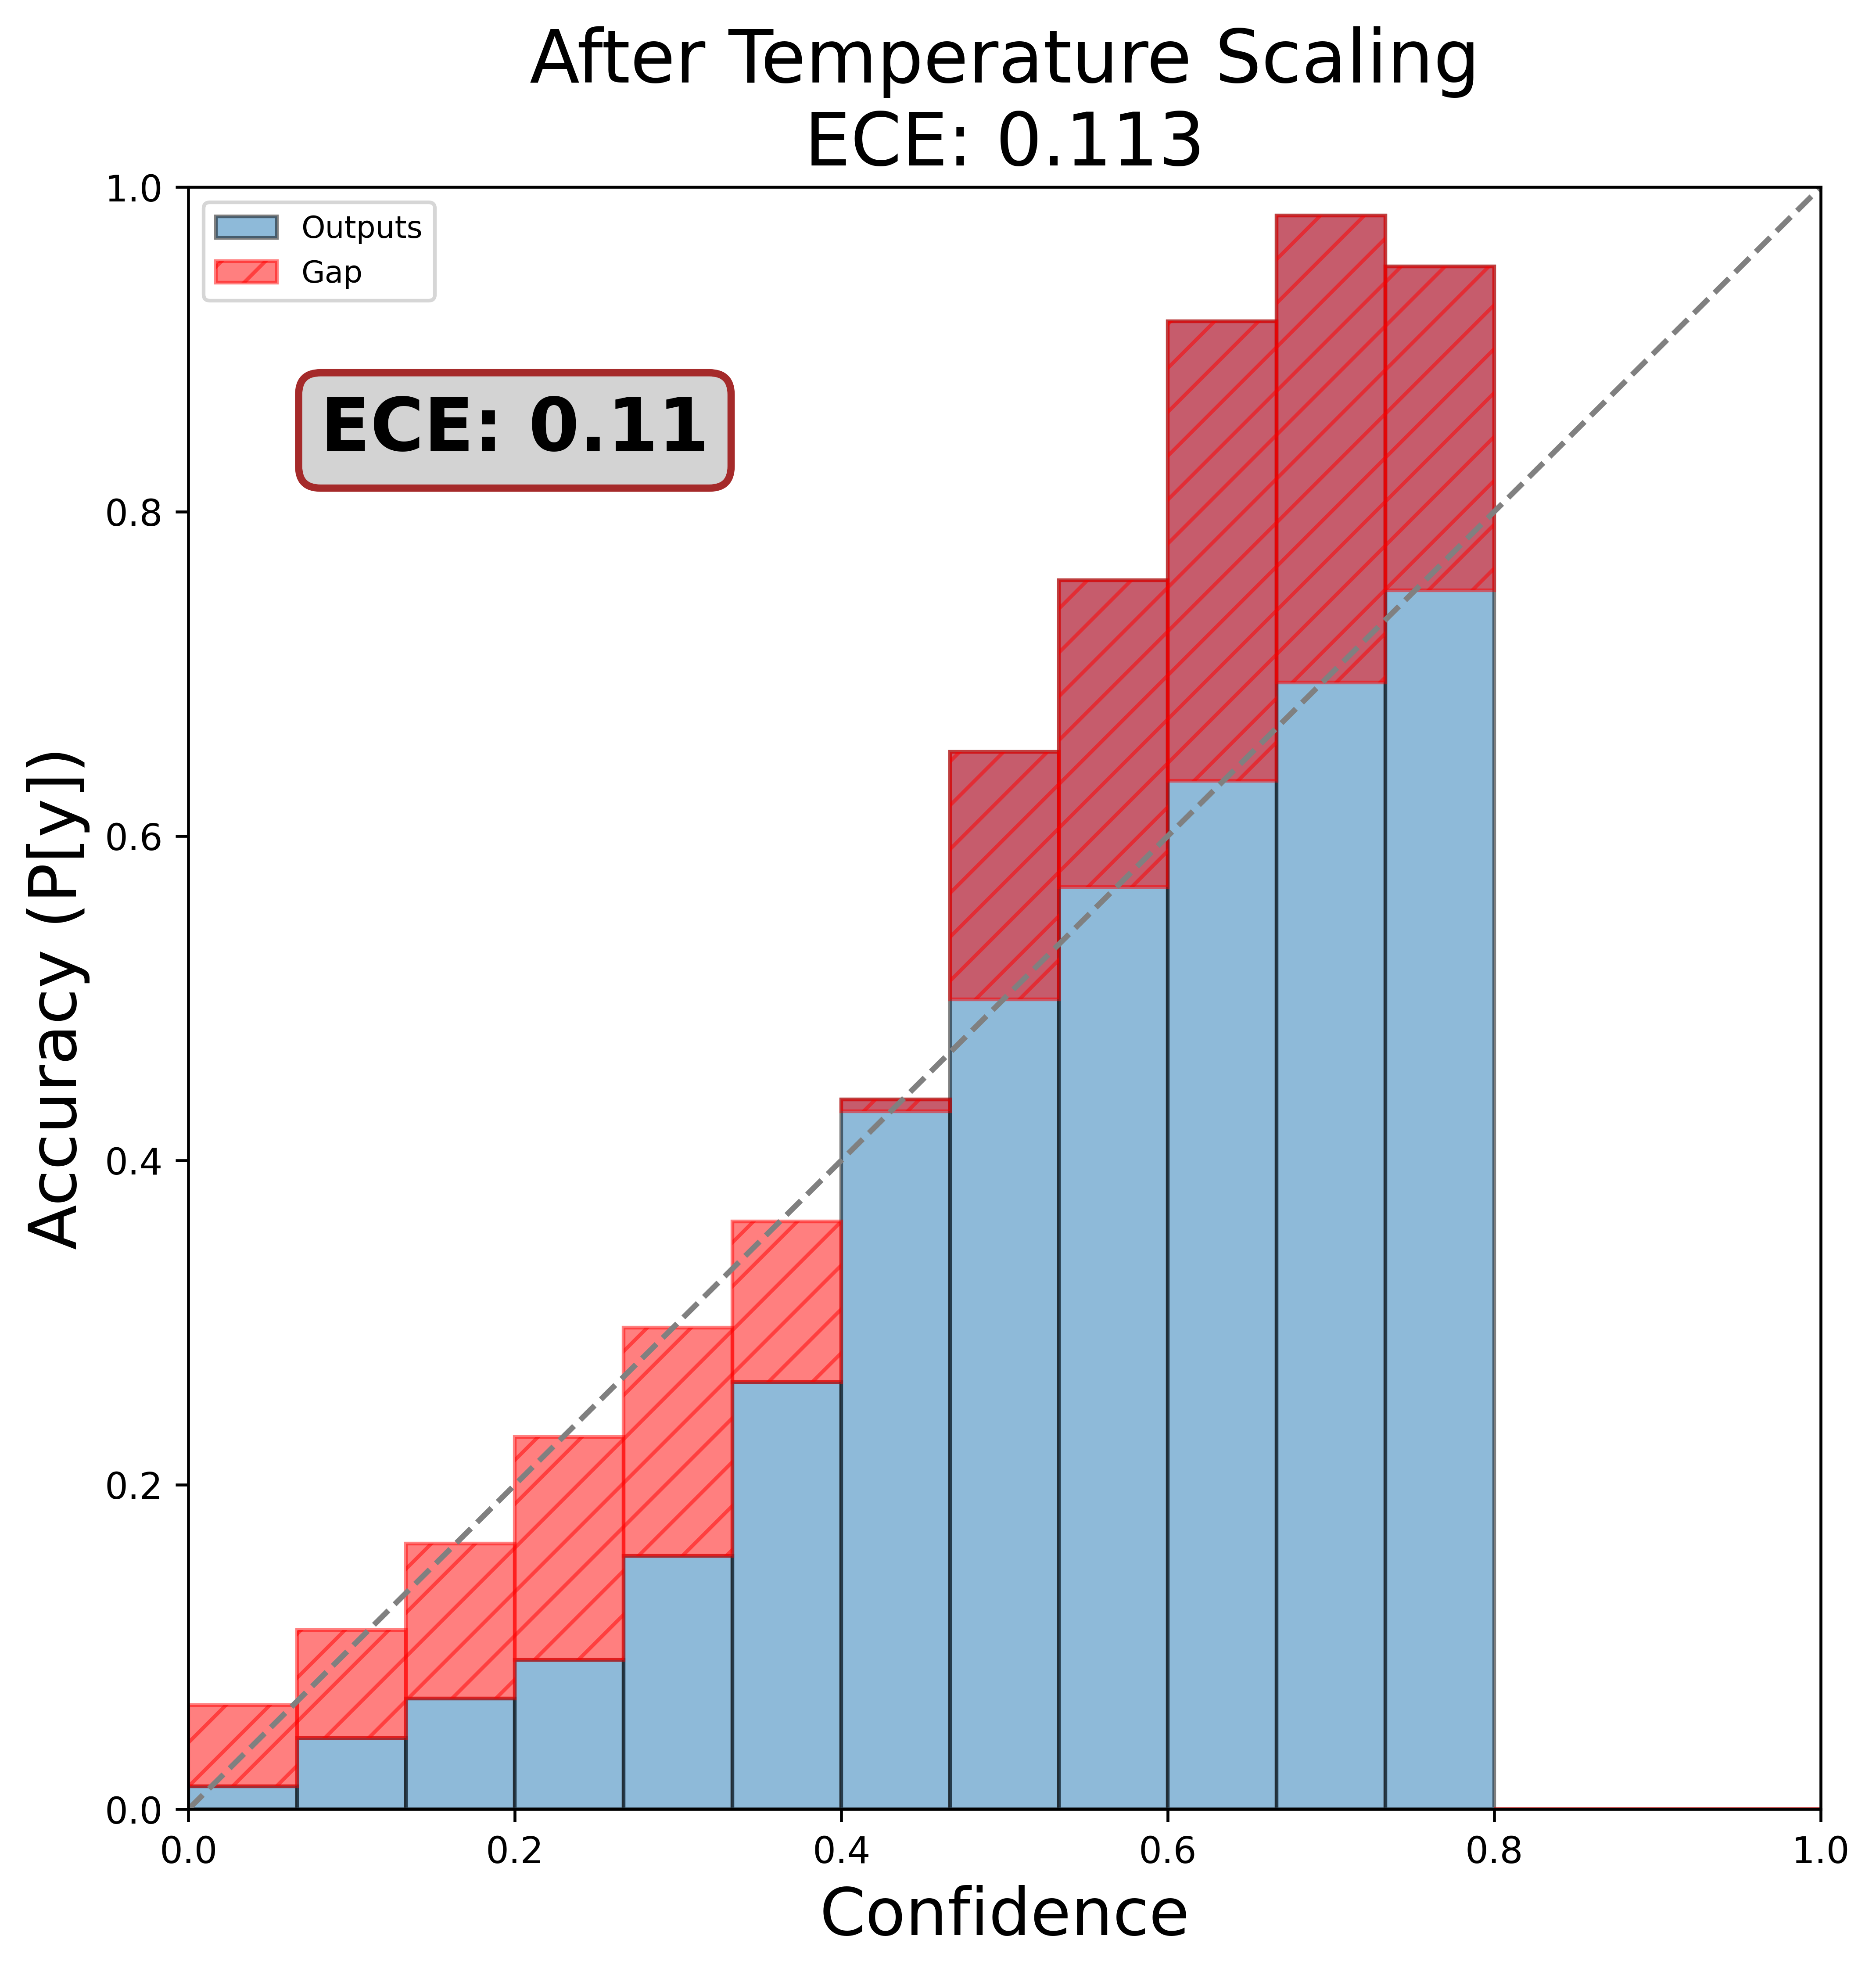 After Temperature Scaling
ECE: 0.113
1.0
Outputs
Gap
ECE: 0.11
0.8
Accuracy (P[y])
0.6
0.4
0.2
0.0
0.0 0.2 0.4 0.6 0.8 1.0
Confidence